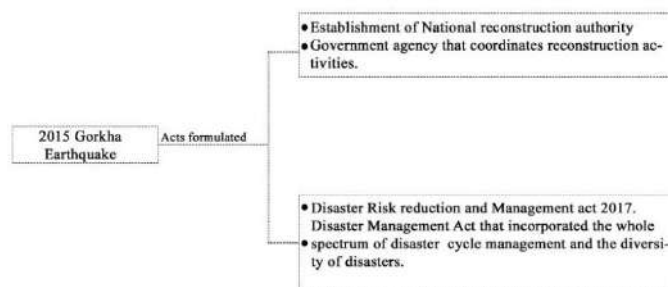 ● Establishment of National reconstruction authority
● Government agency that coordinates reconstruction ac-
tivities.
2015 Gorkha
Earthquake
Acts formulated
● Disaster Risk reduction and Management act 2017.
Disaster Management Act that incorporated the whole
● spectrum of disaster cycle management and the diversi-
ty of disasters.